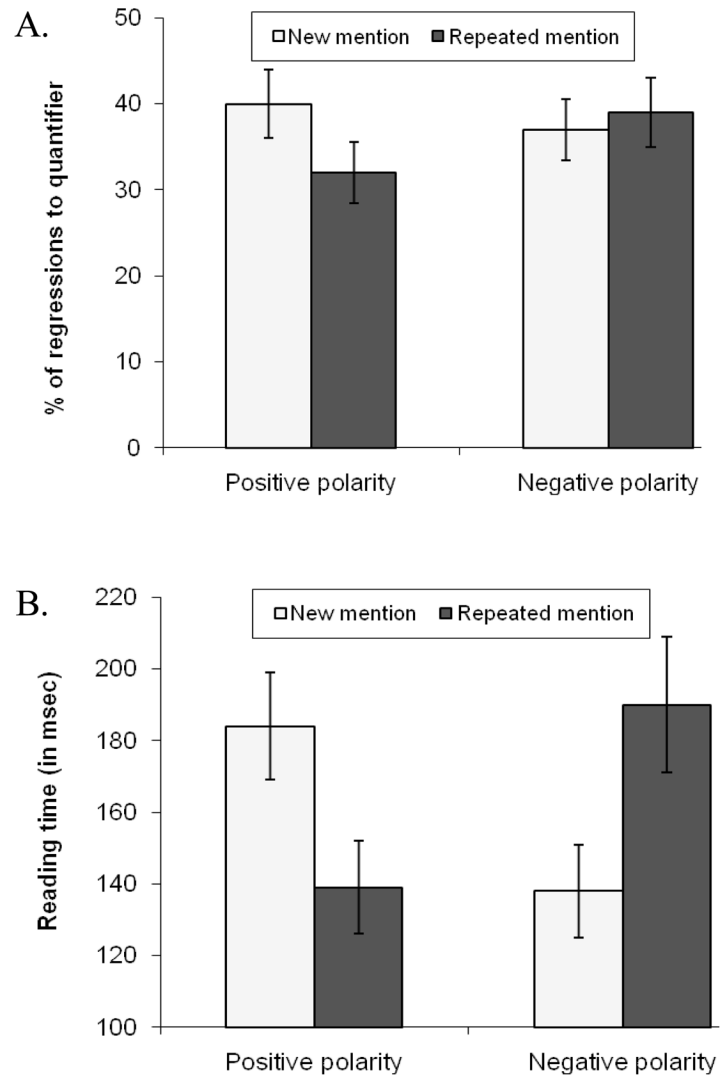 A.
New mention Repeated mention
% of regressions to quantifier
50
40
30
20
10
0
Positive polarity Negative polarity
B.
New mention Repeated mention
Reading time (in msec)
220
200
180
160
140
120
100
Positive polarity Negative polarity